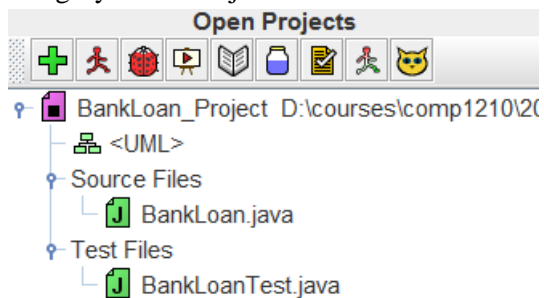 Open Projects
BankLoan_Project D:\courses\comp1210\20
<UML>
Source Files
J BankLoan.java
Test Files
J BankLoanTest.java